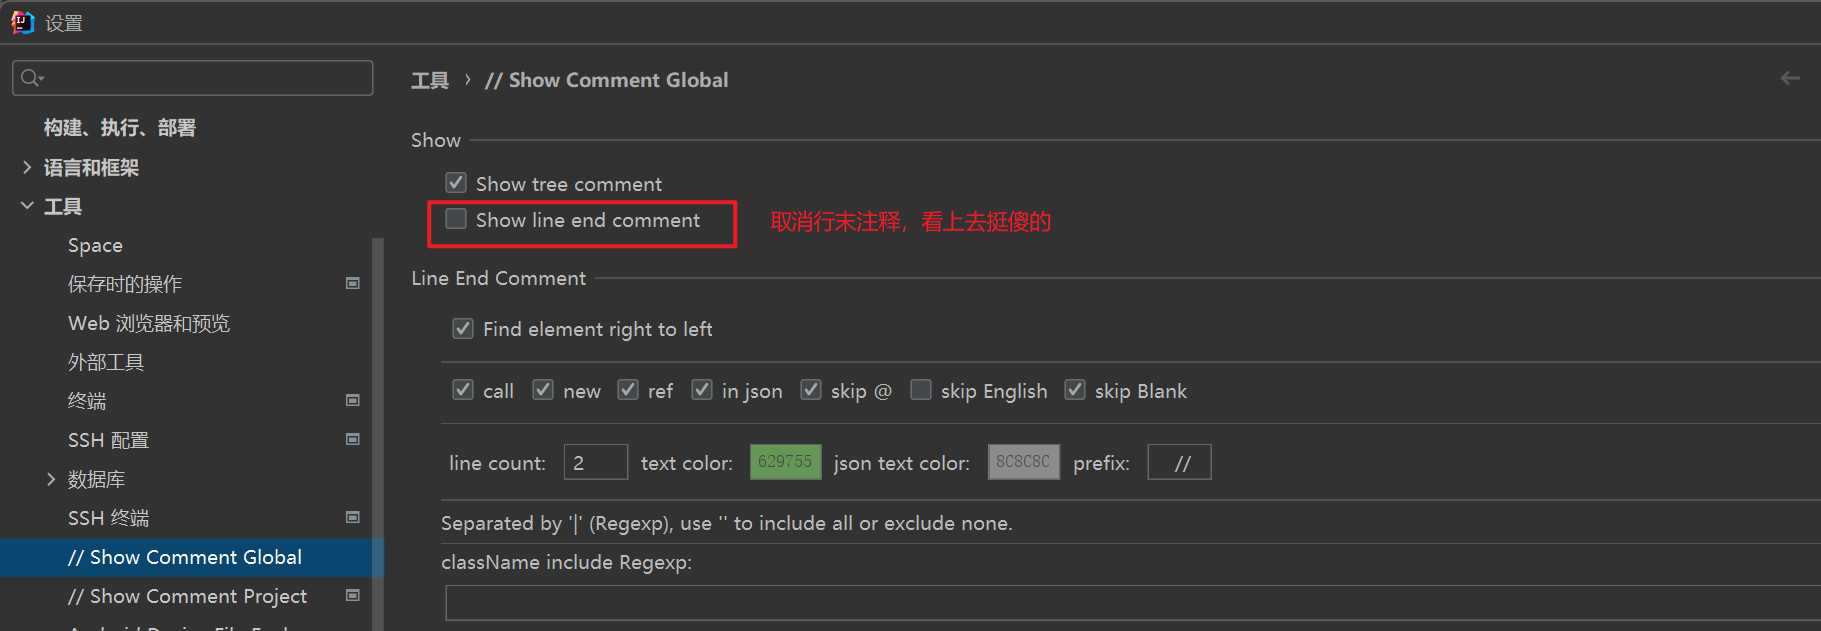 设置
工具 › // Show Comment Global
构建、执行、部署
语言和框架
工具
Space
保存时的操作
Web 浏览器和预览
外部工具
终端
SSH 配置
数据库
SSH 终端
// Show Comment Global
// Show Comment Project
Show
Show tree comment
Show line end comment 取消行末注释，看上去挺傻的
Line End Comment
Find element right to left
call new ref in json skip @ skip English skip Blank
line count: 2 text color: 629755 json text color: 8C8C8C prefix: //
Separated by '|' (Regexp), use '' to include all or exclude none.
className include Regexp: